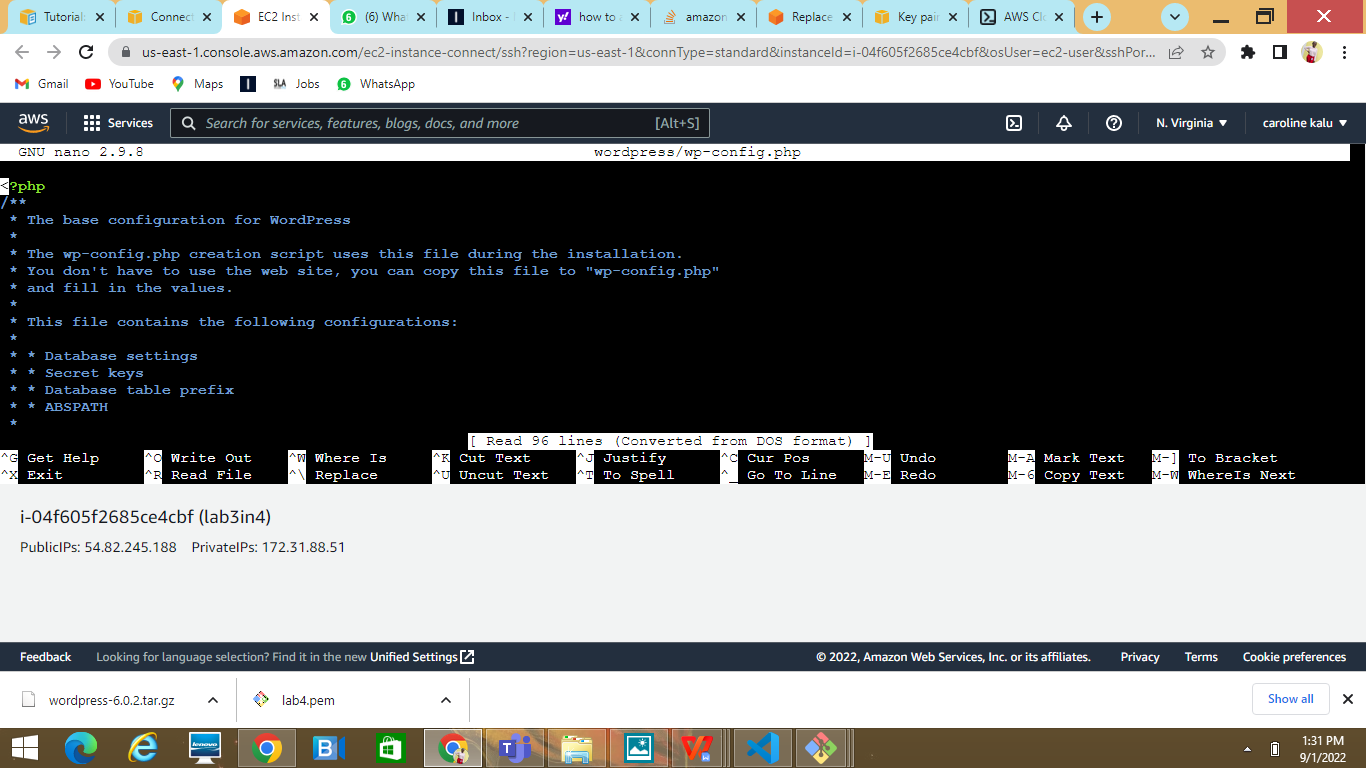 Tutorial: Connect EC2 Inst (6) Wha Inbox - how to a amazon Replace Key pair AWS Cl
us-east-1.console.aws.amazon.com/ec2-instance-connect/ssh?region=us-east-1&connType=standard&instanceId=i-04f605f2685ce4cbf&osUser=ec2-user&sshPor...
Gmail YouTube Maps SLA Jobs WhatsApp
aws Services Search for services, features, blogs, docs, and more [Alt+S] N. Virginia caroline kalu
GNU nano 2.9.8 wordpress/wp-config.php
<?php
/**
* The base configuration for WordPress
*
* The wp-config.php creation script uses this file during the installation.
* You don't have to use the web site, you can copy this file to "wp-config.php"
* and fill in the values.
*
* This file contains the following configurations:
*
* * Database settings
* * Secret keys
* * Database table prefix
* * ABSPATH
*
[ Read 96 lines (Converted from DOS format) ]
^G Get Help ^O Write Out ^W Where Is ^K Cut Text ^J Justify ^C Cur Pos M-U Undo M-A Mark Text M-] To Bracket
^X Exit ^R Read File ^\ Replace ^U Uncut Text ^T To Spell ^_ Go To Line M-E Redo M-6 Copy Text M-W WhereIs Next
i-04f605f2685ce4cbf (lab3in4)
PublicIPs: 54.82.245.188 PrivateIPs: 172.31.88.51
Feedback Looking for language selection? Find it in the new Unified Settings © 2022, Amazon Web Services, Inc. or its affiliates. Privacy Terms Cookie preferences
wordpress-6.0.2.tar.gz lab4.pem Show all
lenovo
1:31 PM
9/1/2022